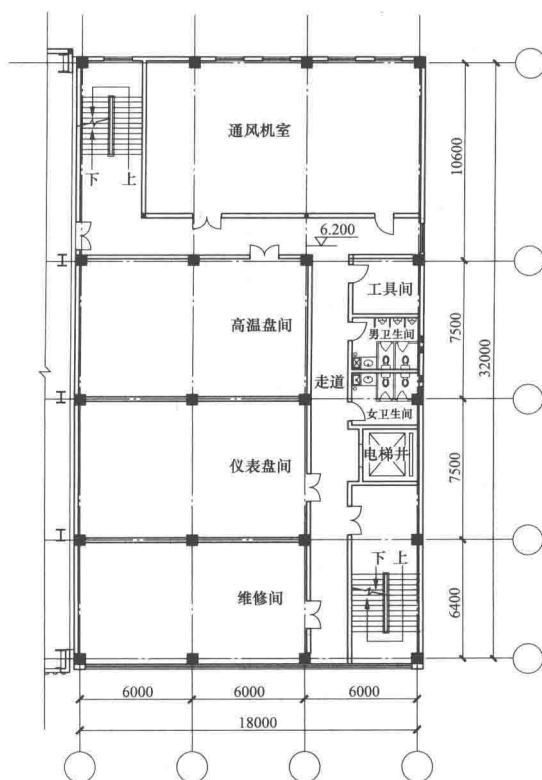 通风机室
下 上
6.200
工具间
高温盘间
男卫生间
走道
女卫生间
电梯井
仪表盘间
下 上
维修间
10600
7500
7500
6400
32000
6000 6000 6000
18000